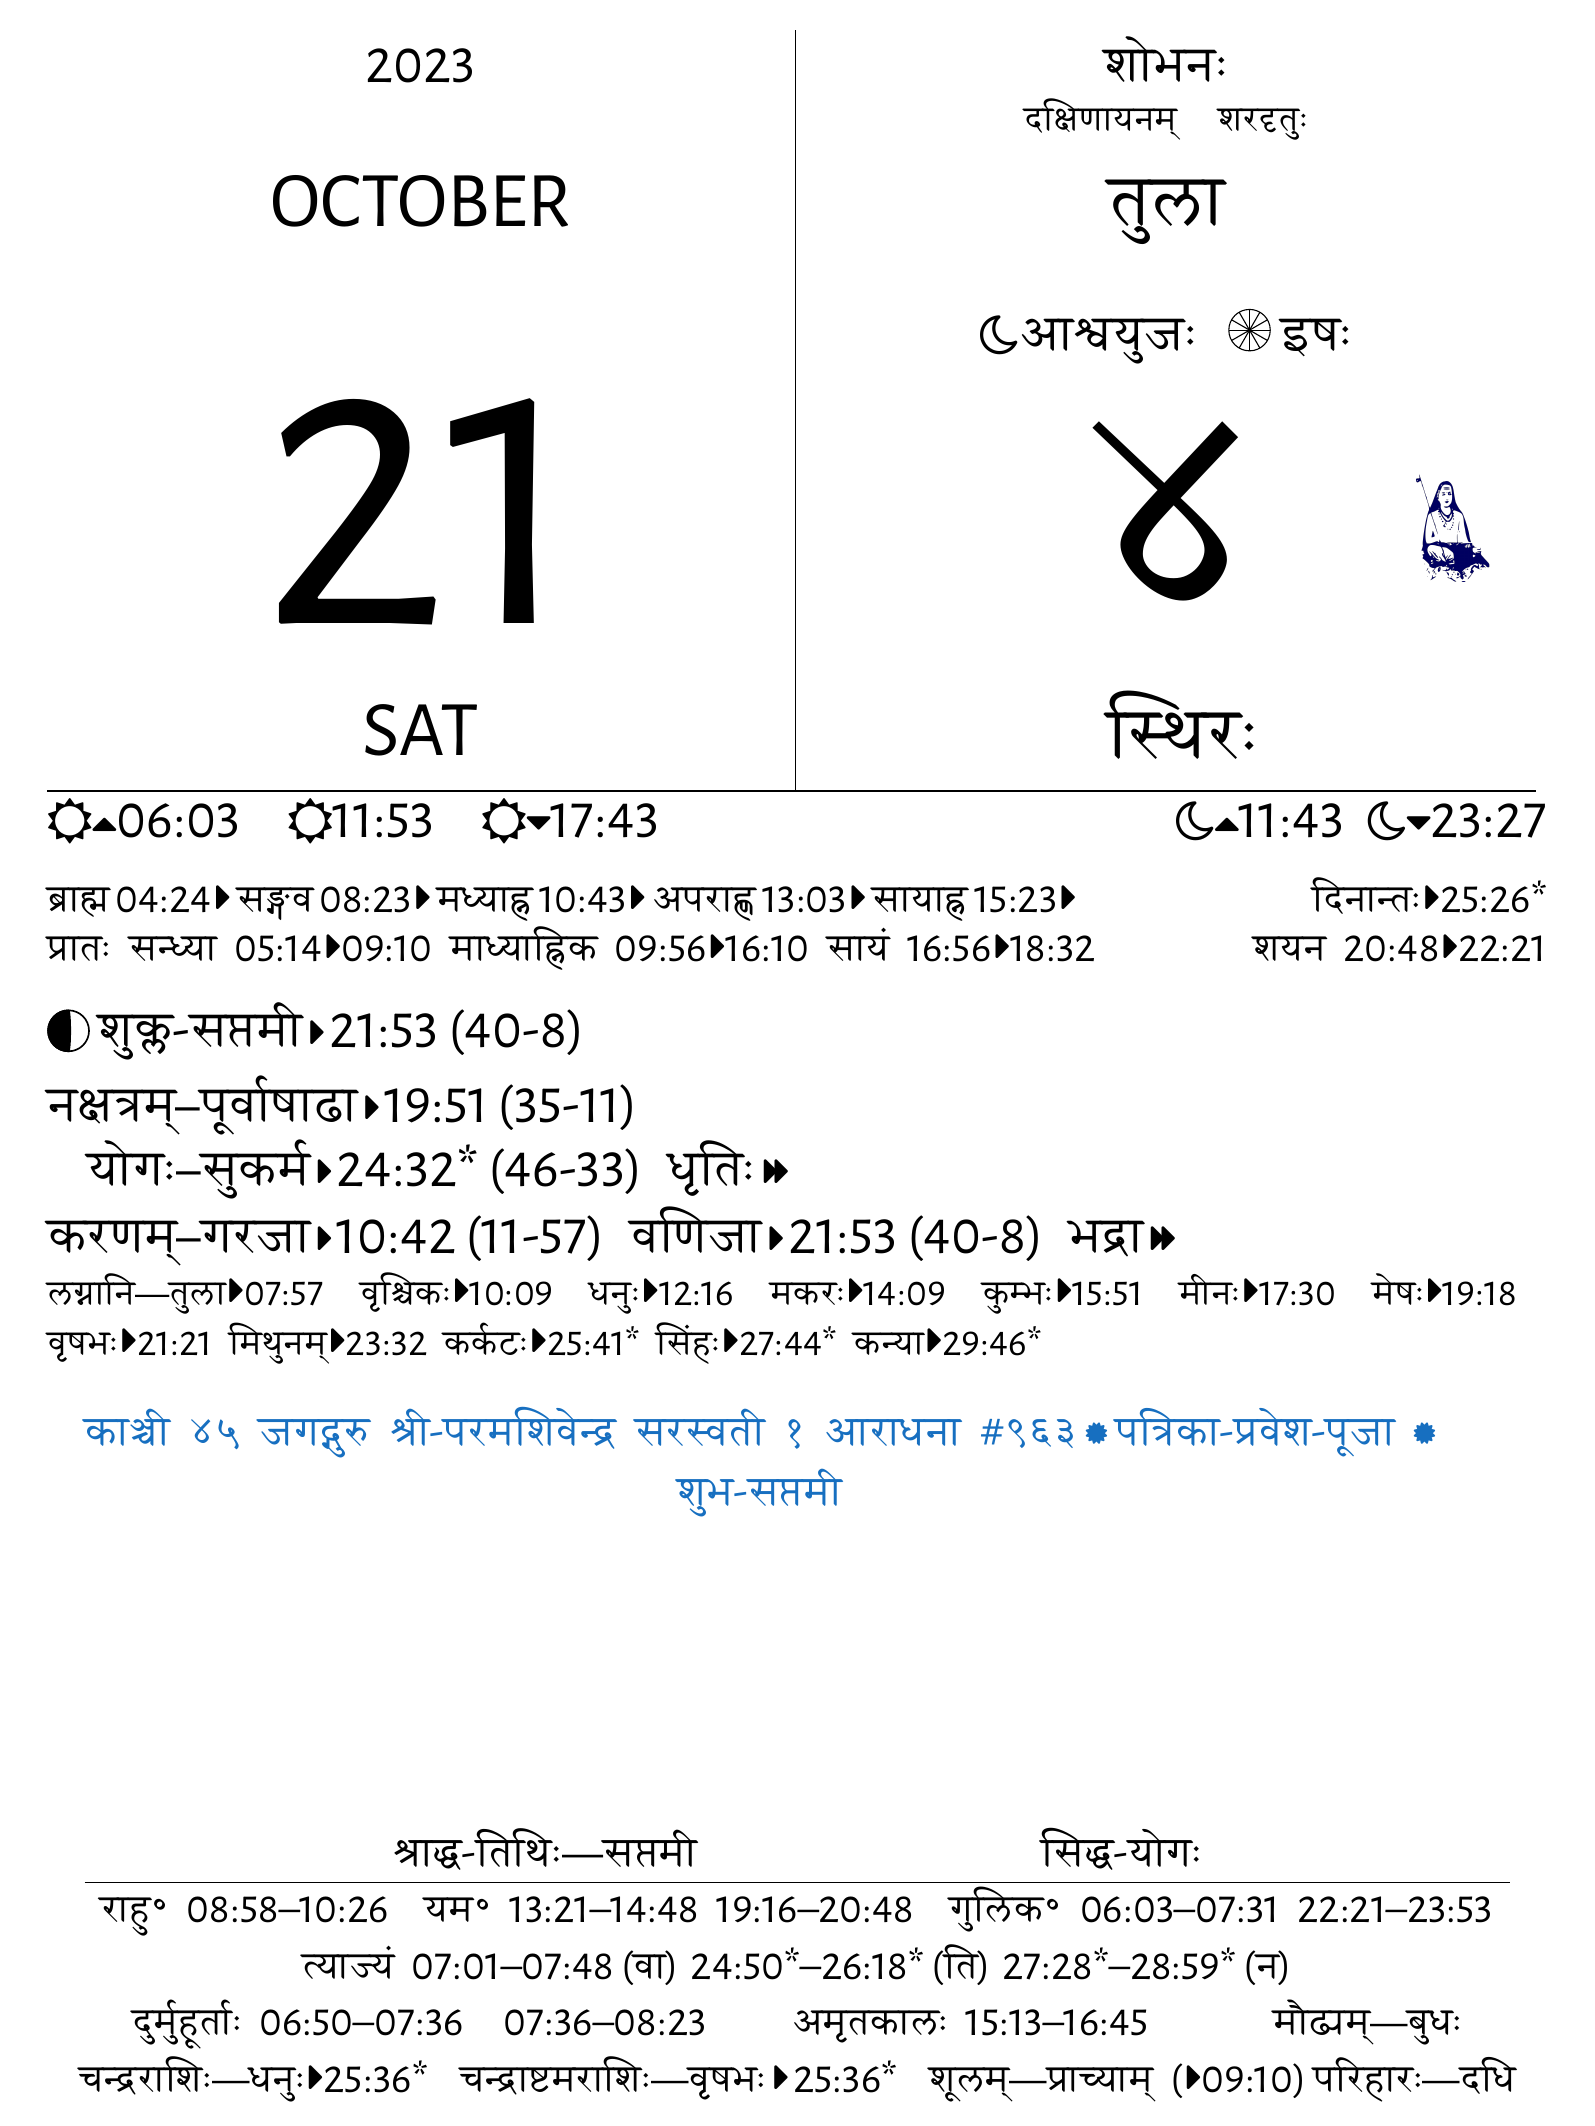 2023
OCTOBER
21
SAT
शोभनः
दक्षिणायनम् शरदृतुः
तुला
आश्वयुजः इषः
४
स्थिरः
06:03 11:53 17:43 11:43 23:27
ब्राह्म 04:24 सङ्गव 08:23 मध्याह्न 10:43 अपराह्ण 13:03 सायाह्न 15:23 दिनान्तः 25:26*
प्रातः सन्ध्या 05:14 09:10 माध्याह्निक 09:56 16:10 सायं 16:56 18:32 शयन 20:48 22:21
शुक्ल-सप्तमी 21:53 (40-8)
नक्षत्रम्–पूर्वाषाढा 19:51 (35-11)
योगः–सुकर्म 24:32* (46-33) धृतिः
करणम्–गरजा 10:42 (11-57) वणिजा 21:53 (40-8) भद्रा
लग्नानि—तुला 07:57 वृश्चिकः 10:09 धनुः 12:16 मकरः 14:09 कुम्भः 15:51 मीनः 17:30 मेषः 19:18
वृषभः 21:21 मिथुनम् 23:32 कर्कटः 25:41* सिंहः 27:44* कन्या 29:46*
काञ्ची ४५ जगद्गुरु श्री-परमशिवेन्द्र सरस्वती १ आराधना #९६३ पत्रिका-प्रवेश-पूजा
शुभ-सप्तमी
श्राद्ध-तिथिः—सप्तमी सिद्ध-योगः
राहु॰ 08:58–10:26 यम॰ 13:21–14:48 19:16–20:48 गुलिक॰ 06:03–07:31 22:21–23:53
त्याज्यं 07:01–07:48 (वा) 24:50*–26:18* (ति) 27:28*–28:59* (न)
दुर्मुहूर्ताः 06:50–07:36 07:36–08:23 अमृतकालः 15:13–16:45 मौढ्यम्—बुधः
चन्द्रराशिः—धनुः 25:36* चन्द्राष्टमराशिः—वृषभः 25:36* शूलम्—प्राच्याम् ( 09:10) परिहारः—दधि